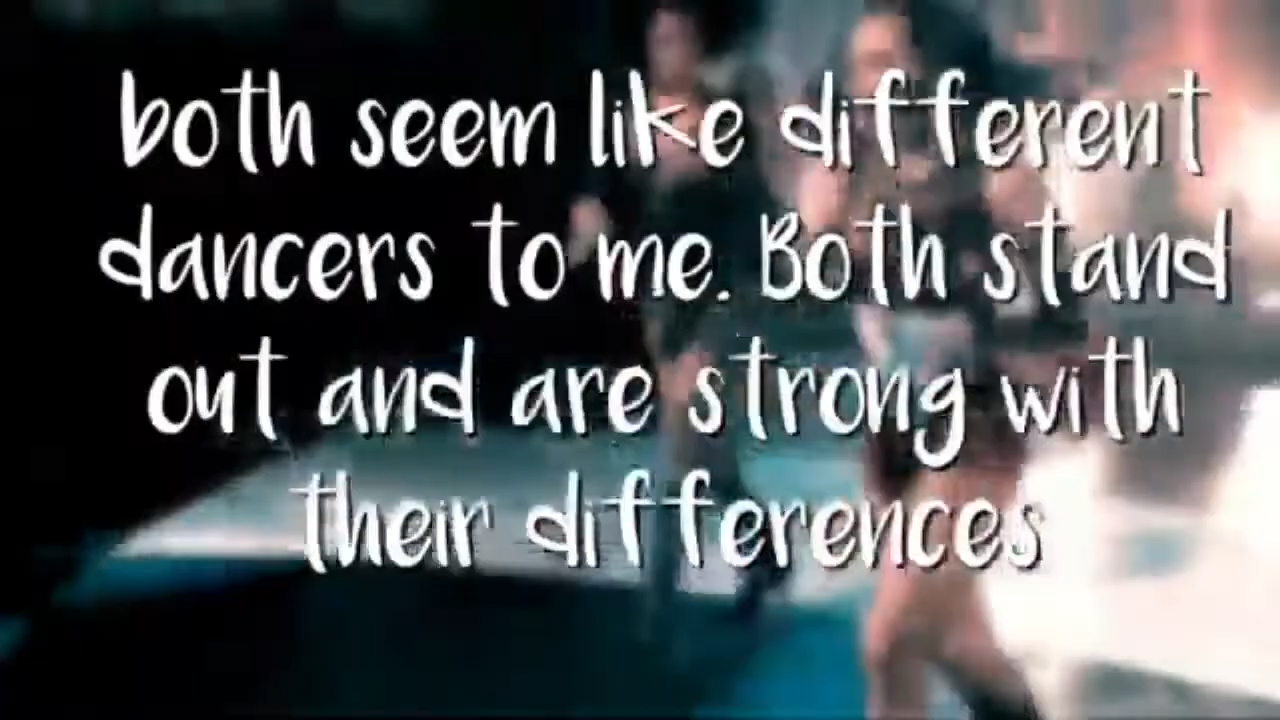 both seem like different
dancers to me. Both stand
out and are strong with
their differences